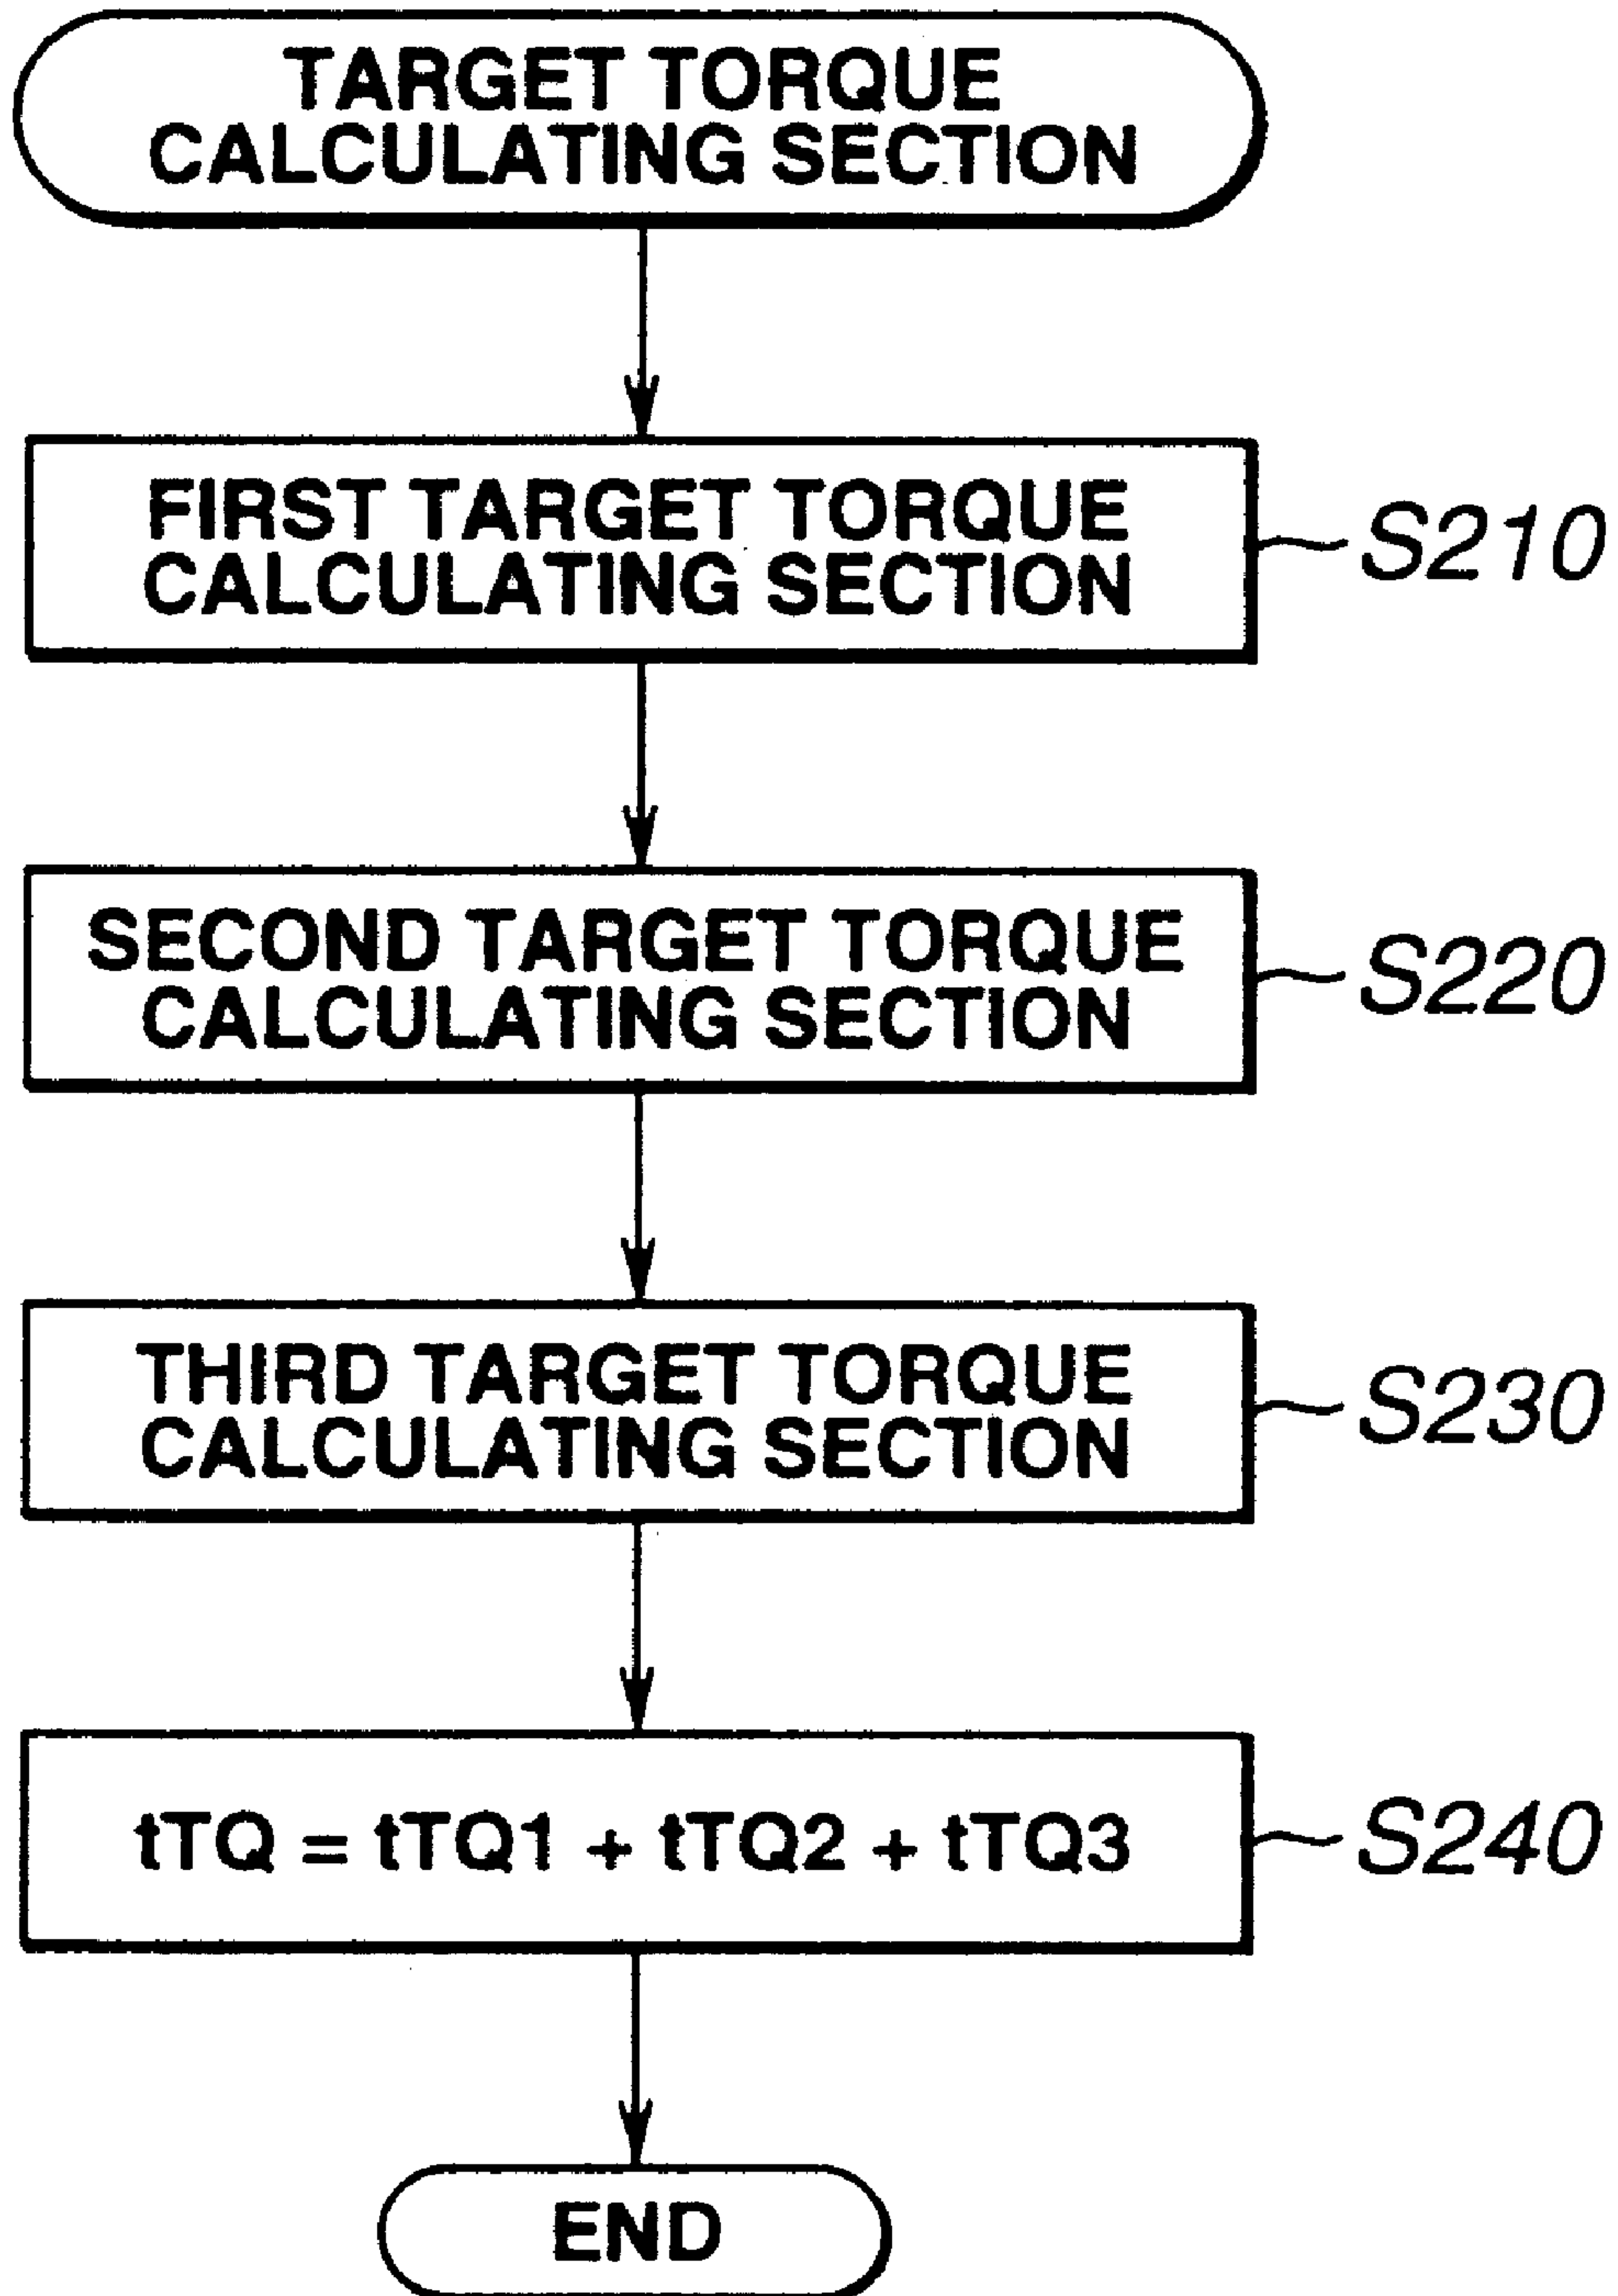 TARGET TORQUE
CALCULATING SECTION
FIRST TARGET TORQUE
CALCULATING SECTION
S210
SECOND TARGET TORQUE
CALCULATING SECTION
S220
THIRD TARGET TORQUE
CALCULATING SECTION
S230
tTQ = tTQ1 + tTQ2 + tTQ3
S240
END